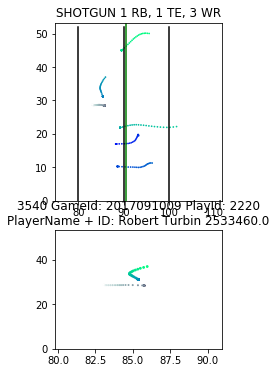 SHOTGUN 1 RB, 1 TE, 3 WR
50
40
30
20
10
0
80 90 100 110
3540 GameId: 2017091009 PlayId: 2220
PlayerName + ID: Robert Turbin 2533460.0
40
20
0
80.0 82.5 85.0 87.5 90.0